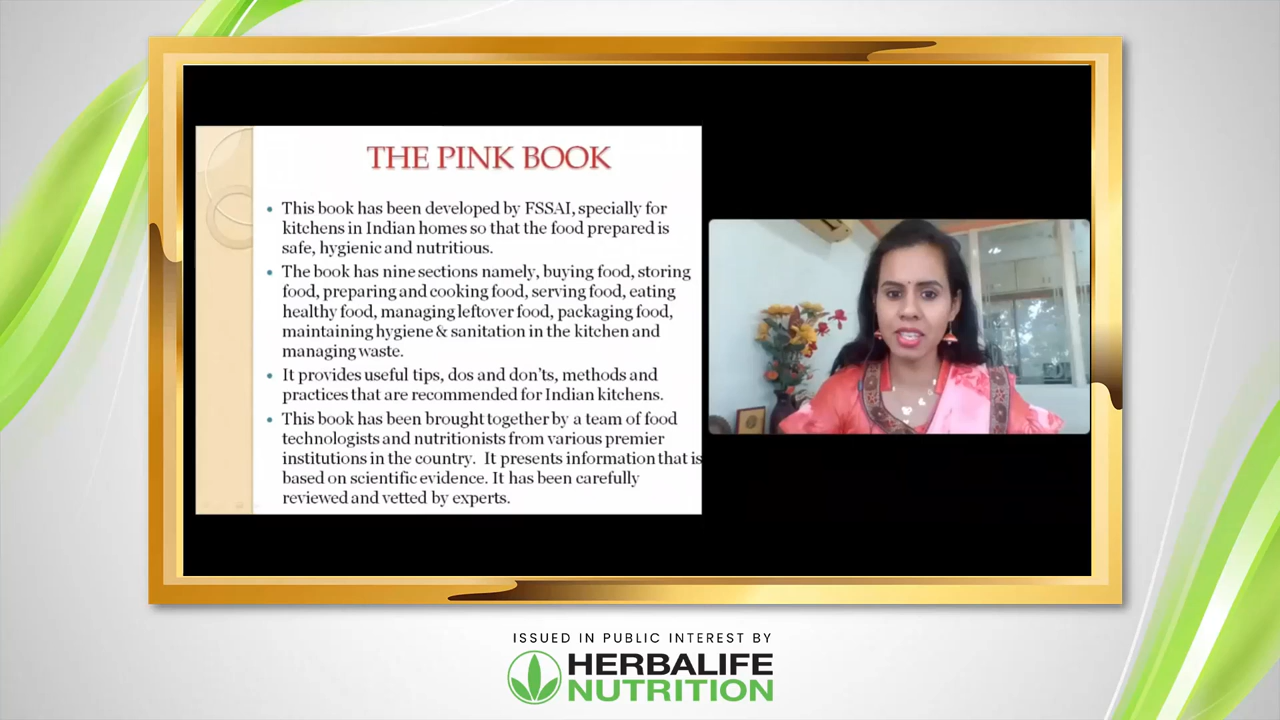 THE PINK BOOK
• This book has been developed by FSSAI, specially for
kitchens in Indian homes so that the food prepared is
safe, hygienic and nutritious.
• The book has nine sections namely, buying food, storing
food, preparing and cooking food, serving food, eating
healthy food, managing leftover food, packaging food,
maintaining hygiene & sanitation in the kitchen and
managing waste.
• It provides useful tips, dos and don'ts, methods and
practices that are recommended for Indian kitchens.
• This book has been brought together by a team of food
technologists and nutritionists from various premier
institutions in the country. It presents information that is
based on scientific evidence. It has been carefully
reviewed and vetted by experts.
ISSUED IN PUBLIC INTEREST BY
HERBALIFE
NUTRITION